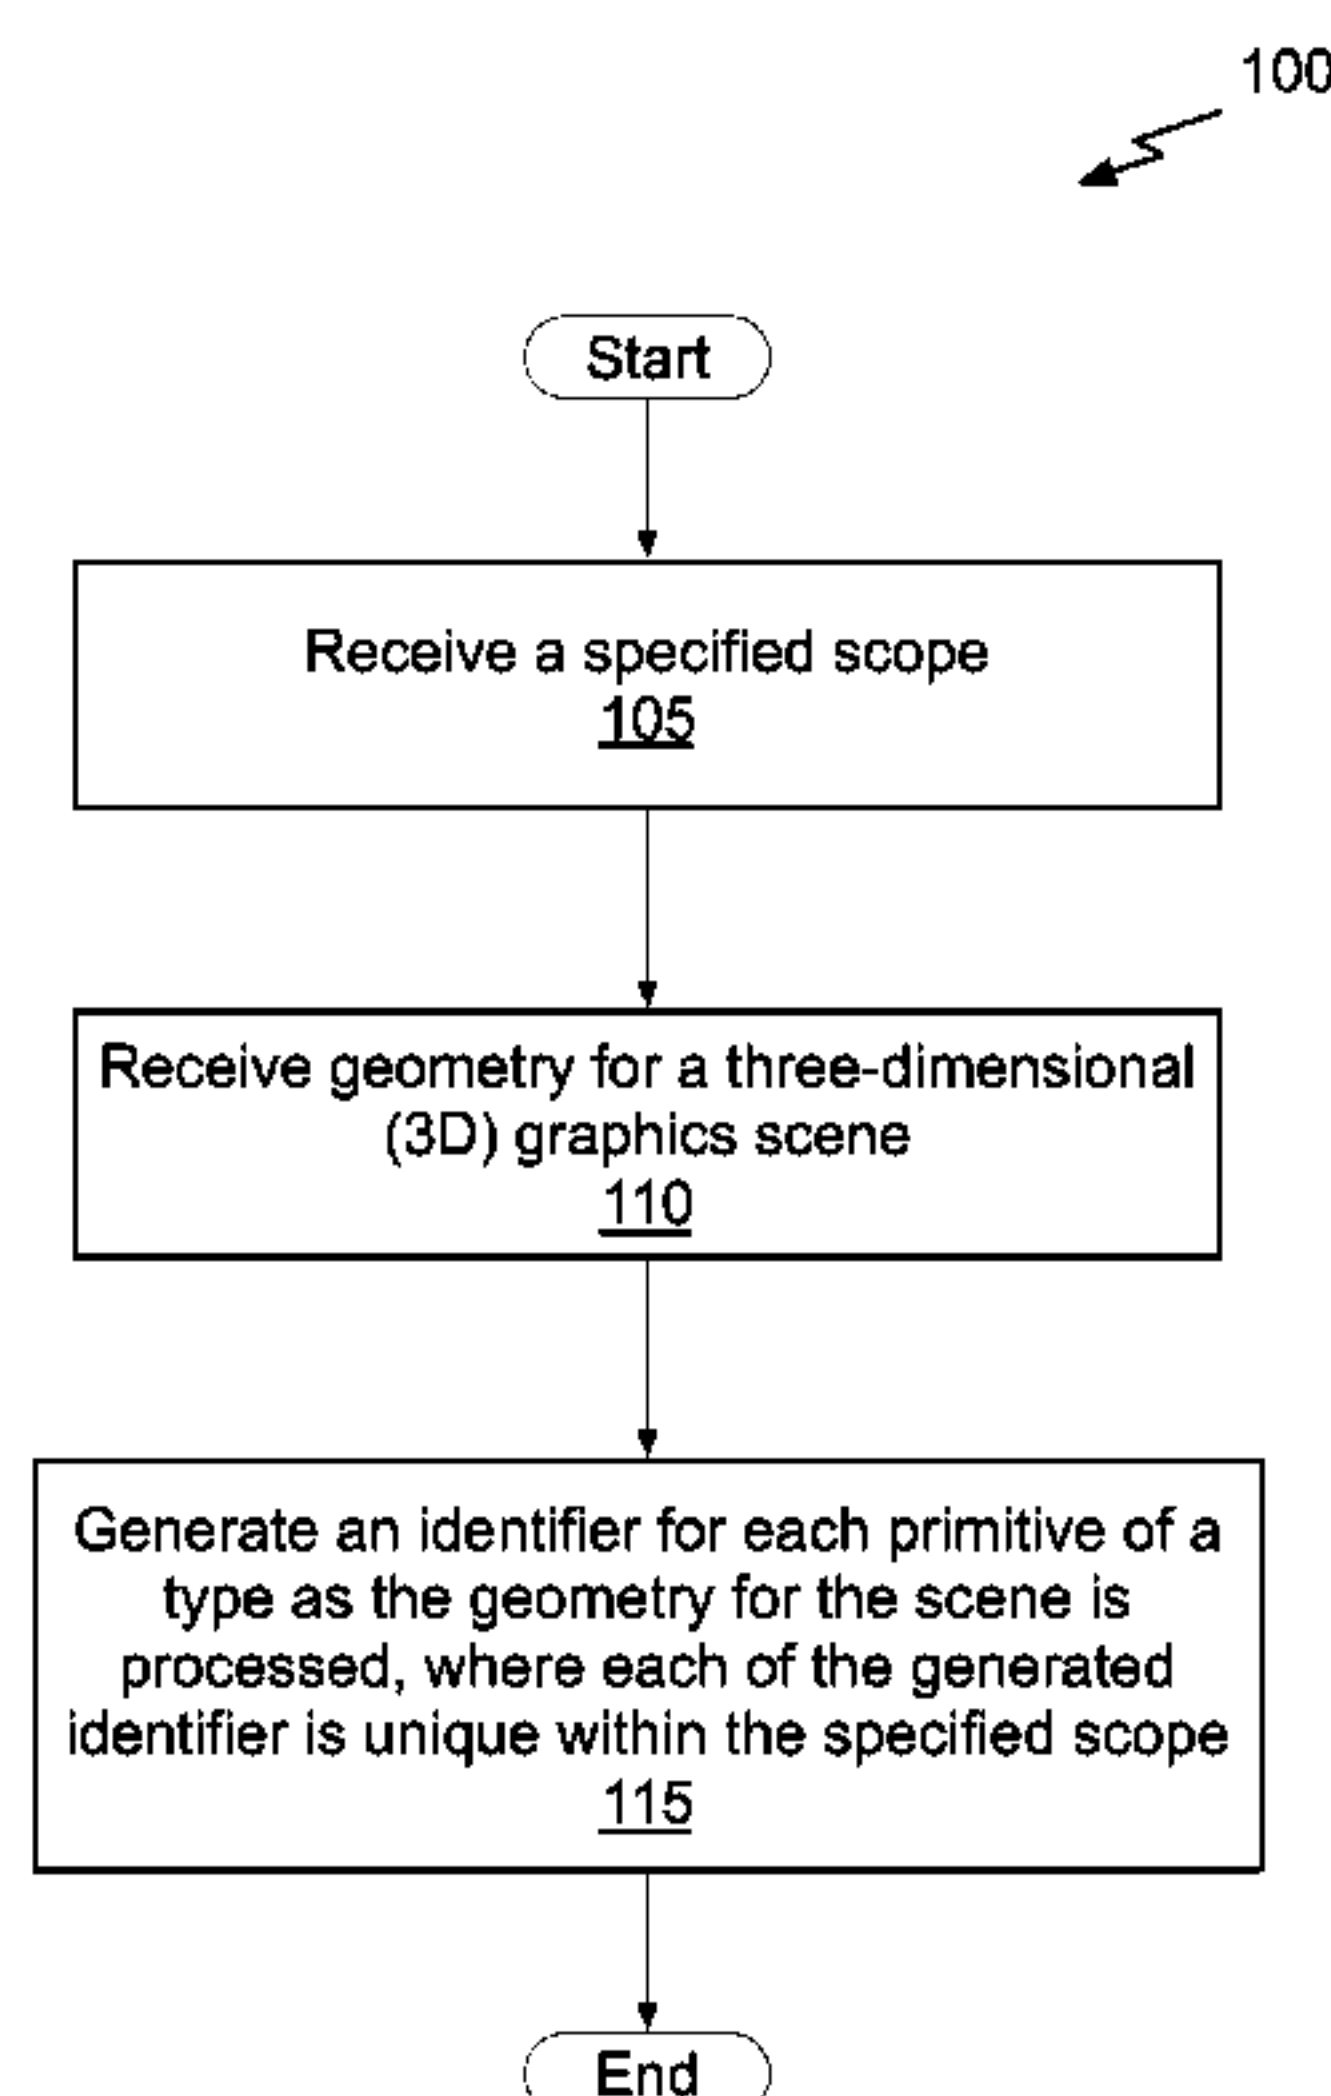 100
Start
Receive a specified scope
105
Receive geometry for a three-dimensional
(3D) graphics scene
110
Generate an identifier for each primitive of a
type as the geometry for the scene is
processed, where each of the generated
identifier is unique within the specified scope
115
End